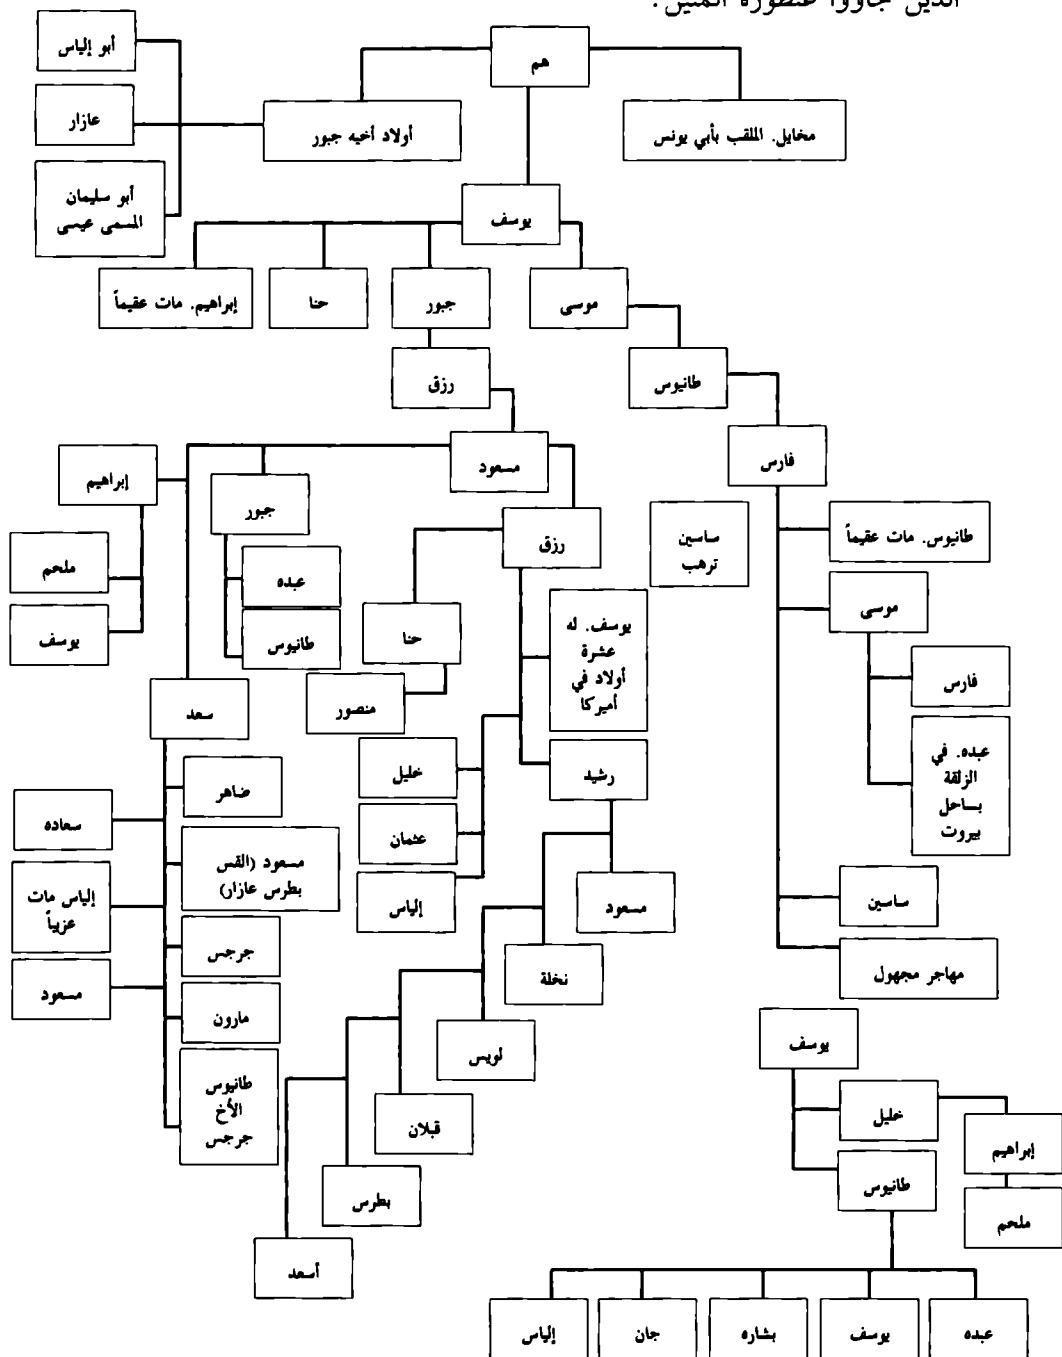 الذين جاؤوا عنطورة المتين.
هم
مخايل. الملقب بأبي يونس
أولاد أخيه جبور
أبو إلياس
عازار
أبو سليمان
المسمى عيسى
يوسف
موسى
جبور
حنا
إبراهيم. مات عقيماً
رزق
طانيوس
مسعود
فارس
إبراهيم
جبور
رزق
ساسين
ترهب
طانيوس. مات عقيماً
ملحم
يوسف
عبده
طانيوس
حنا
منصور
يوسف. له
عشرة
أولاد في
أميركا
موسى
فارس
عبده. في
الزلقة
بساحل
بيروت
سعد
خليل
عثمان
إلياس
رشيد
ضاهر
سعاده
مسعود (القس
بطرس عازار)
إلياس مات
عزيباً
جرجس
مسعود
مارون
طانيوس
الأخ
جرجس
مسعود
نخلة
لويس
قبلان
بطرس
أسعد
ساسين
مهاجر مجهول
يوسف
خليل
إبراهيم
ملحم
طانيوس
عبده
يوسف
بشاره
جان
إلياس